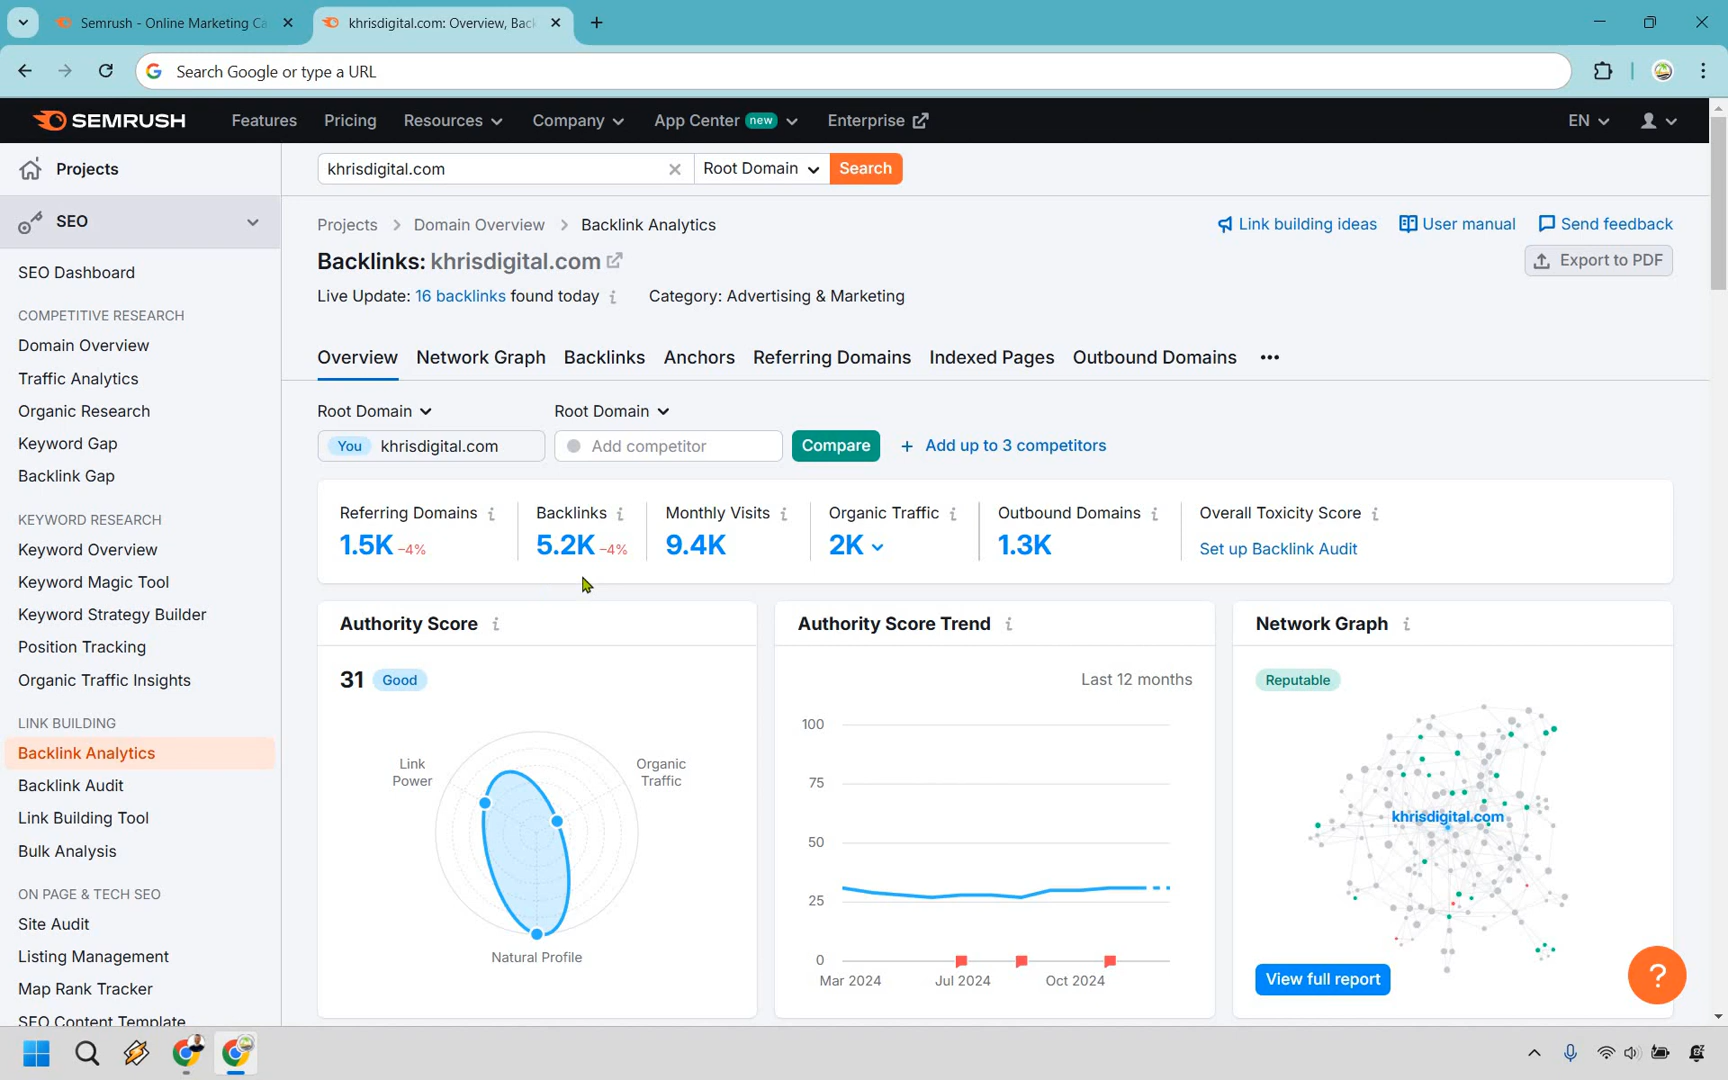 Semrush - Online Marketing Ca
khrisdigital.com: Overview, Back
Search Google or type a URL
SEMRUSH
Features
Pricing
Resources
Company
App Center new
Enterprise
EN
Projects
SEO
SEO Dashboard
COMPETITIVE RESEARCH
Domain Overview
Traffic Analytics
Organic Research
Keyword Gap
Backlink Gap
KEYWORD RESEARCH
Keyword Overview
Keyword Magic Tool
Keyword Strategy Builder
Position Tracking
Organic Traffic Insights
LINK BUILDING
Backlink Analytics
Backlink Audit
Link Building Tool
Bulk Analysis
ON PAGE & TECH SEO
Site Audit
Listing Management
Map Rank Tracker
SEO Content Template
khrisdigital.com
Root Domain
Search
Projects > Domain Overview > Backlink Analytics
Link building ideas
User manual
Send feedback
Backlinks: khrisdigital.com
Export to PDF
Live Update: 16 backlinks found today
Category: Advertising & Marketing
Overview
Network Graph
Backlinks
Anchors
Referring Domains
Indexed Pages
Outbound Domains
Root Domain
Root Domain
You khrisdigital.com
Add competitor
Compare
+ Add up to 3 competitors
Referring Domains
1.5K -4%
Backlinks
5.2K -4%
Monthly Visits
9.4K
Organic Traffic
2K
Outbound Domains
1.3K
Overall Toxicity Score
Set up Backlink Audit
Authority Score
31 Good
Link
Power
Organic
Traffic
Natural Profile
Authority Score Trend
Last 12 months
100
75
50
25
0
Mar 2024
Jul 2024
Oct 2024
Network Graph
Reputable
khrisdigital.com
View full report
?